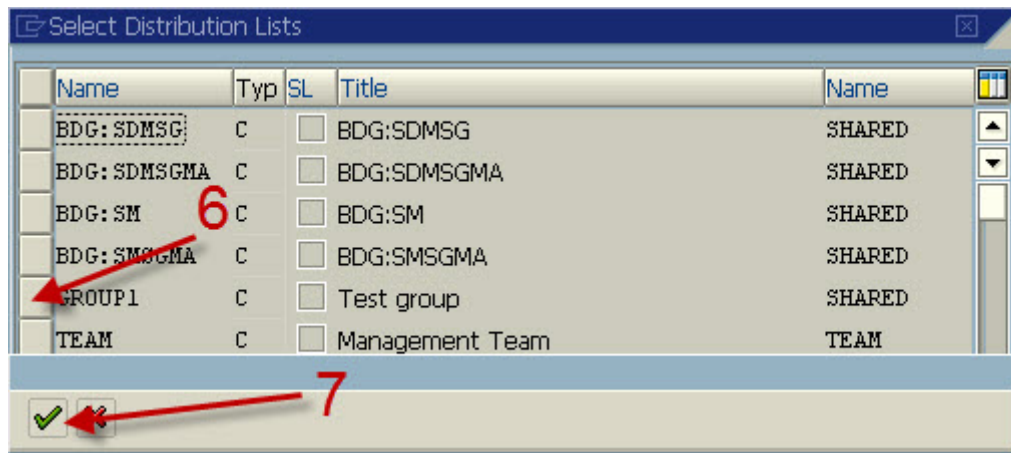 Select Distribution Lists
Name Typ SL Title Name
BDG:SDMSG C BDG:SDMSG SHARED
BDG:SDMSGMA C BDG:SDMSGMA SHARED
BDG:SM 6 C BDG:SM SHARED
BDG:SMSGMA C BDG:SMSGMA SHARED
GROUP1 C Test group SHARED
TEAM C Management Team TEAM
7